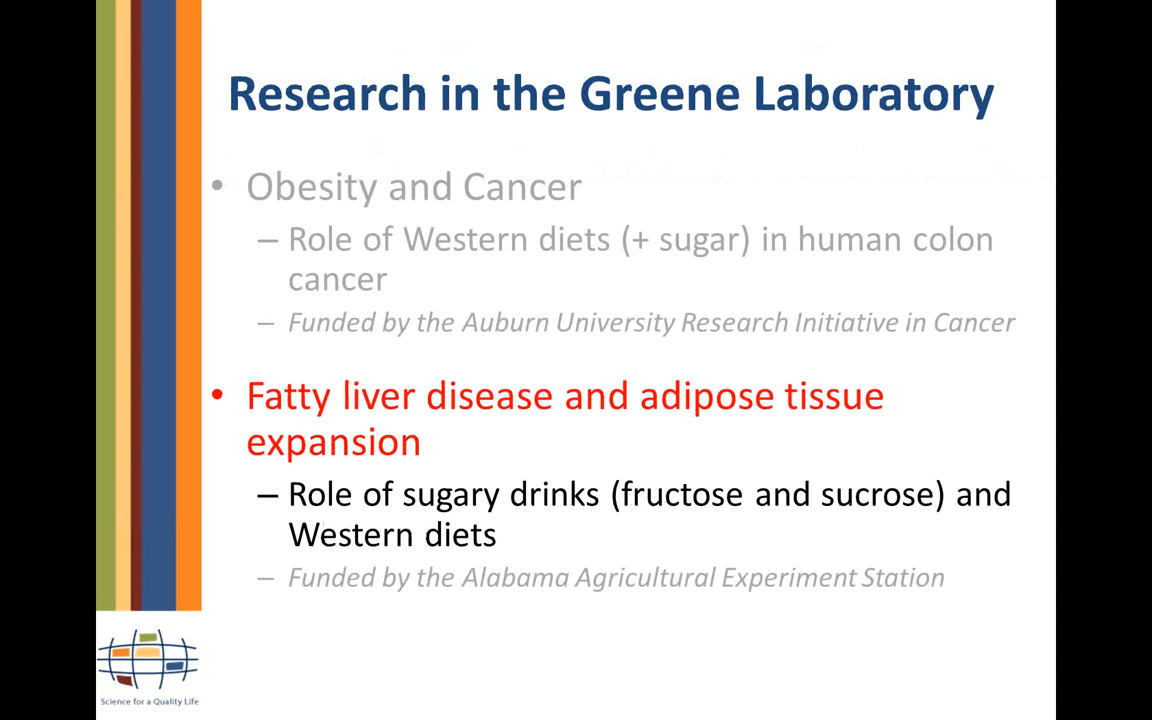 Research in the Greene Laboratory
• Obesity and Cancer
– Role of Western diets (+ sugar) in human colon
cancer
– Funded by the Auburn University Research Initiative in Cancer
• Fatty liver disease and adipose tissue
expansion
– Role of sugary drinks (fructose and sucrose) and
Western diets
– Funded by the Alabama Agricultural Experiment Station
Science for a Quality Life